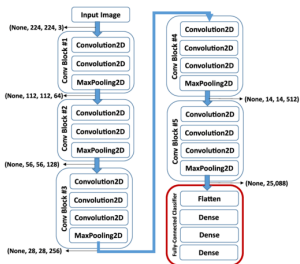 Input Image
(None, 224, 224, 3)
Conv Block #1
Convolution2D
Convolution2D
MaxPooling2D
(None, 112, 112, 64)
Conv Block #2
Convolution2D
Convolution2D
MaxPooling2D
(None, 56, 56, 128)
Conv Block #3
Convolution2D
Convolution2D
Convolution2D
MaxPooling2D
(None, 28, 28, 256)
Conv Block #4
Convolution2D
Convolution2D
Convolution2D
MaxPooling2D
(None, 14, 14, 512)
Conv Block #5
Convolution2D
Convolution2D
Convolution2D
MaxPooling2D
(None, 25,088)
Fully-Connected Classifier
Flatten
Dense
Dense
Dense